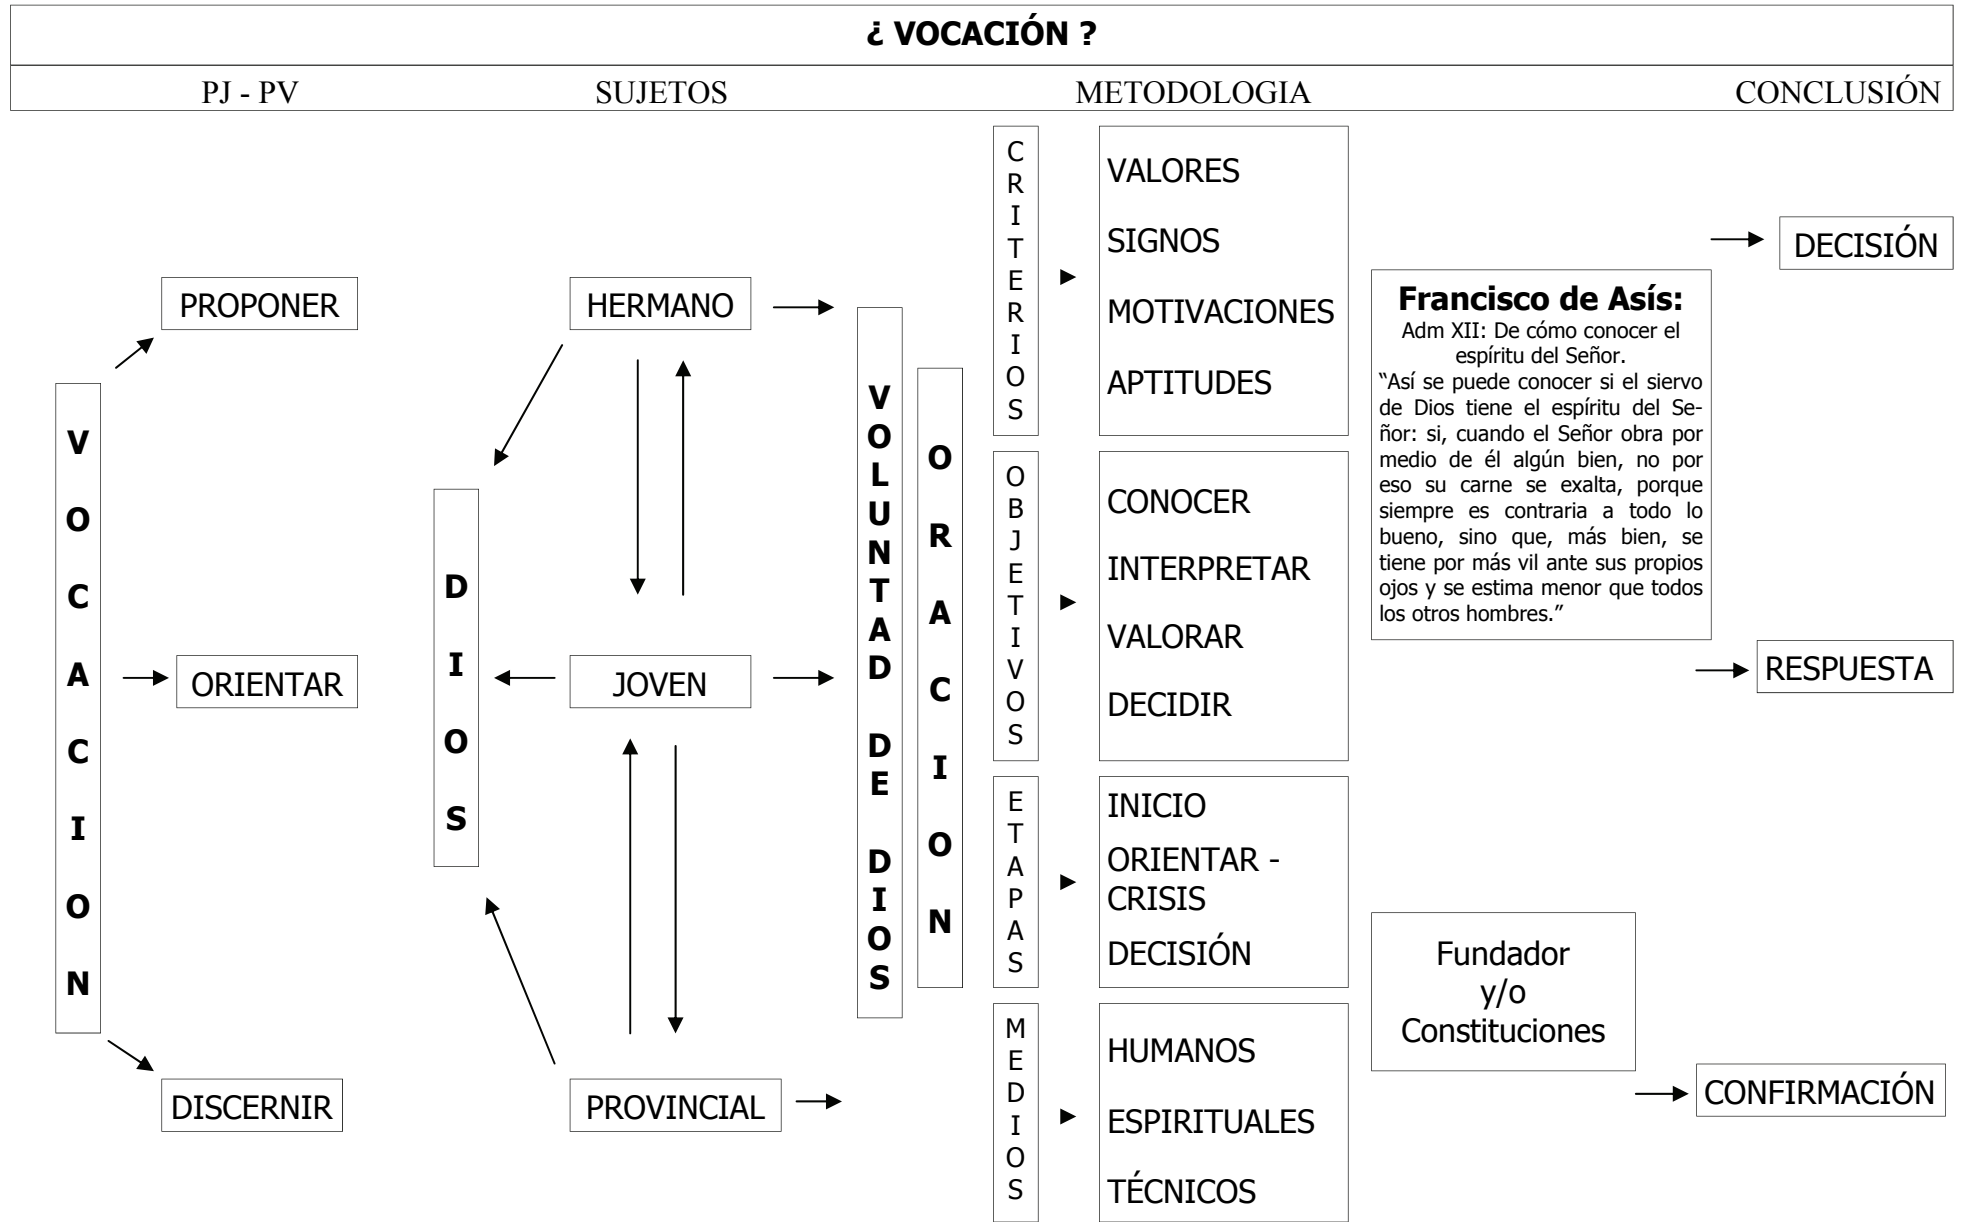 ¿ VOCACIÓN ?
PJ - PV
SUJETOS
METODOLOGIA
CONCLUSIÓN
VOCACION
PROPONER
ORIENTAR
DISCERNIR
DIOS
HERMANO
JOVEN
PROVINCIAL
VOLUNTAD DE DIOS
ORACION
CRITERIOS
VALORES
SIGNOS
MOTIVACIONES
APTITUDES
OBJETIVOS
CONOCER
INTERPRETAR
VALORAR
DECIDIR
ETAPAS
INICIO
ORIENTAR -
CRISIS
DECISIÓN
MEDIOS
HUMANOS
ESPIRITUALES
TÉCNICOS
Francisco de Asís:
Adm XII: De cómo conocer el
espíritu del Señor.
“Así se puede conocer si el siervo
de Dios tiene el espíritu del Se-
ñor: si, cuando el Señor obra por
medio de él algún bien, no por
eso su carne se exalta, porque
siempre es contraria a todo lo
bueno, sino que, más bien, se
tiene por más vil ante sus propios
ojos y se estima menor que todos
los otros hombres.”
Fundador
y/o
Constituciones
DECISIÓN
RESPUESTA
CONFIRMACIÓN